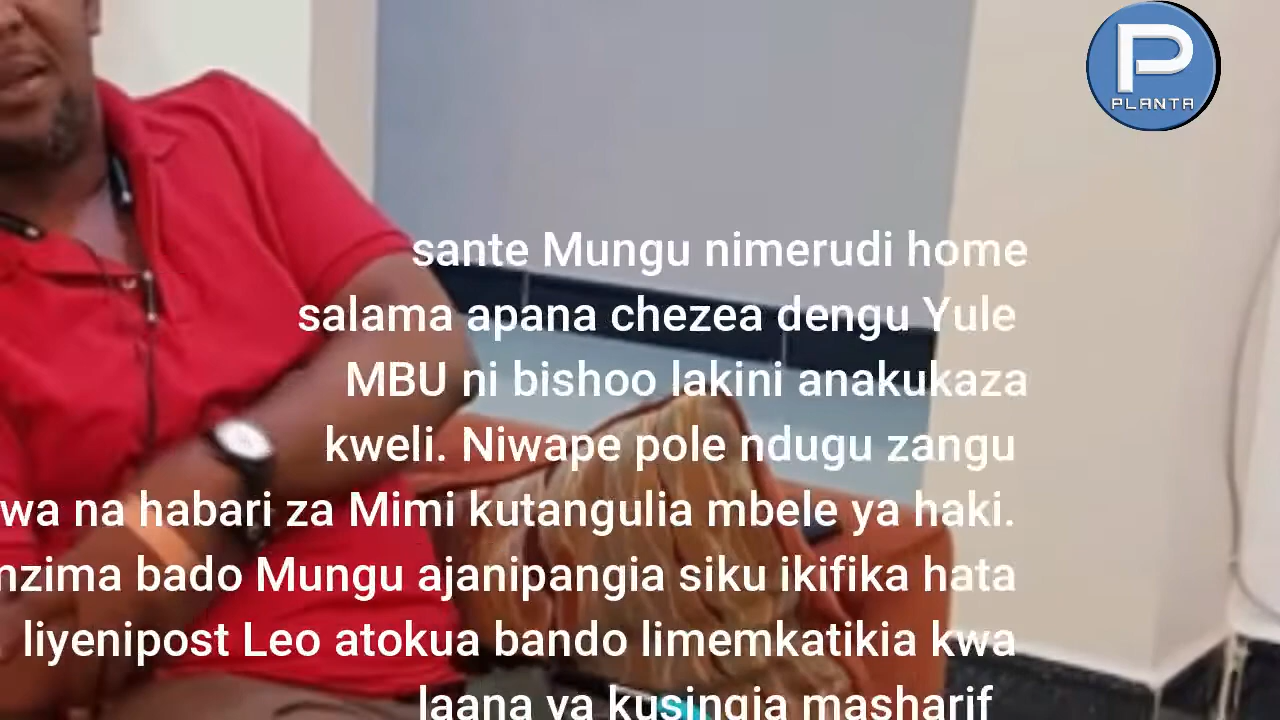 P
PLANTA
sante Mungu nimerudi home
salama apana chezea dengu Yule
MBU ni bishoo lakini anakukaza
kweli. Niwape pole ndugu zangu
na habari za Mimi kutangulia mbele ya haki.
bado Mungu ajanipangia siku ikifika hata
liyenipost Leo atokua bando limemkatikia kwa
laana ya kusingia masharif